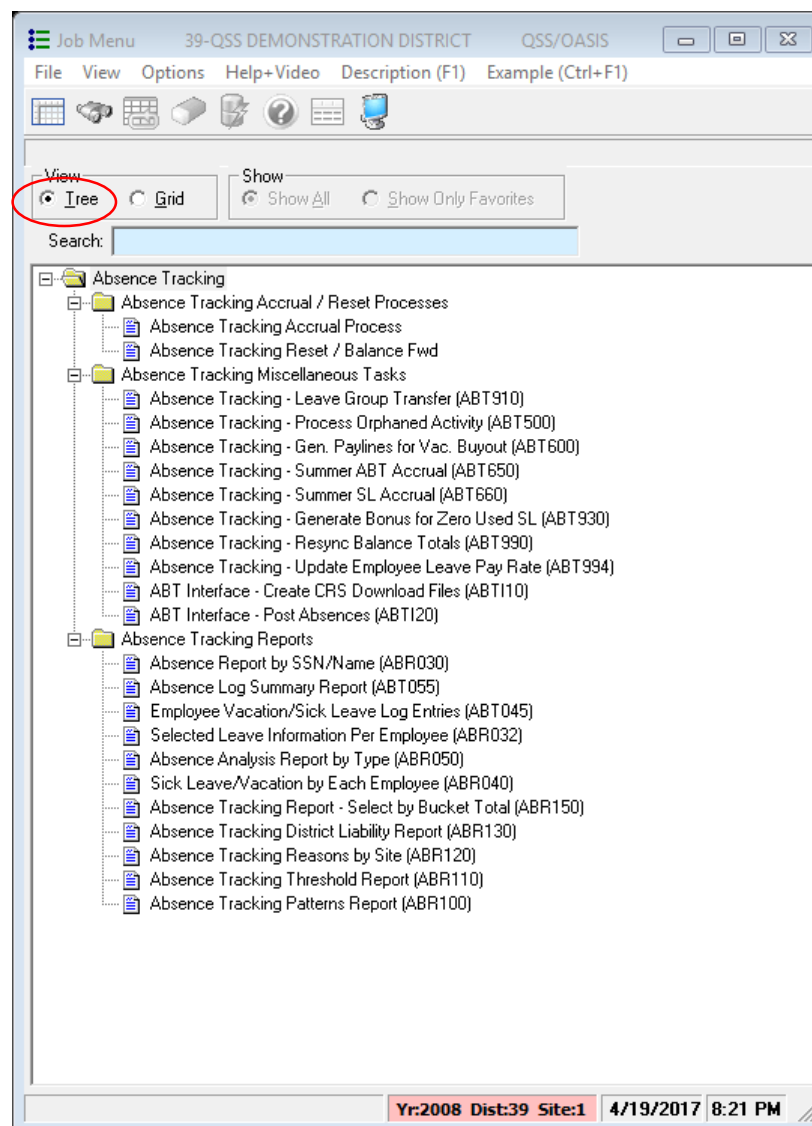 Job Menu 39-QSS DEMONSTRATION DISTRICT QSS/OASIS
File View Options Help+Video Description (F1) Example (Ctrl+F1)
View Show
Tree Grid Show All Show Only Favorites
Search:
Absence Tracking
Absence Tracking Accrual / Reset Processes
Absence Tracking Accrual Process
Absence Tracking Reset / Balance Fwd
Absence Tracking Miscellaneous Tasks
Absence Tracking - Leave Group Transfer (ABT910)
Absence Tracking - Process Orphaned Activity (ABT500)
Absence Tracking - Gen. Paylines for Vac. Buyout (ABT600)
Absence Tracking - Summer ABT Accrual (ABT650)
Absence Tracking - Summer SL Accrual (ABT660)
Absence Tracking - Generate Bonus for Zero Used SL (ABT930)
Absence Tracking - Resync Balance Totals (ABT990)
Absence Tracking - Update Employee Leave Pay Rate (ABT994)
ABT Interface - Create CRS Download Files (ABTI10)
ABT Interface - Post Absences (ABTI20)
Absence Tracking Reports
Absence Report by SSN/Name (ABR030)
Absence Log Summary Report (ABT055)
Employee Vacation/Sick Leave Log Entries (ABT045)
Selected Leave Information Per Employee (ABR032)
Absence Analysis Report by Type (ABR050)
Sick Leave/Vacation by Each Employee (ABR040)
Absence Tracking Report - Select by Bucket Total (ABR150)
Absence Tracking District Liability Report (ABR130)
Absence Tracking Reasons by Site (ABR120)
Absence Tracking Threshold Report (ABR110)
Absence Tracking Patterns Report (ABR100)
Yr:2008 Dist:39 Site:1 4/19/2017 8:21 PM